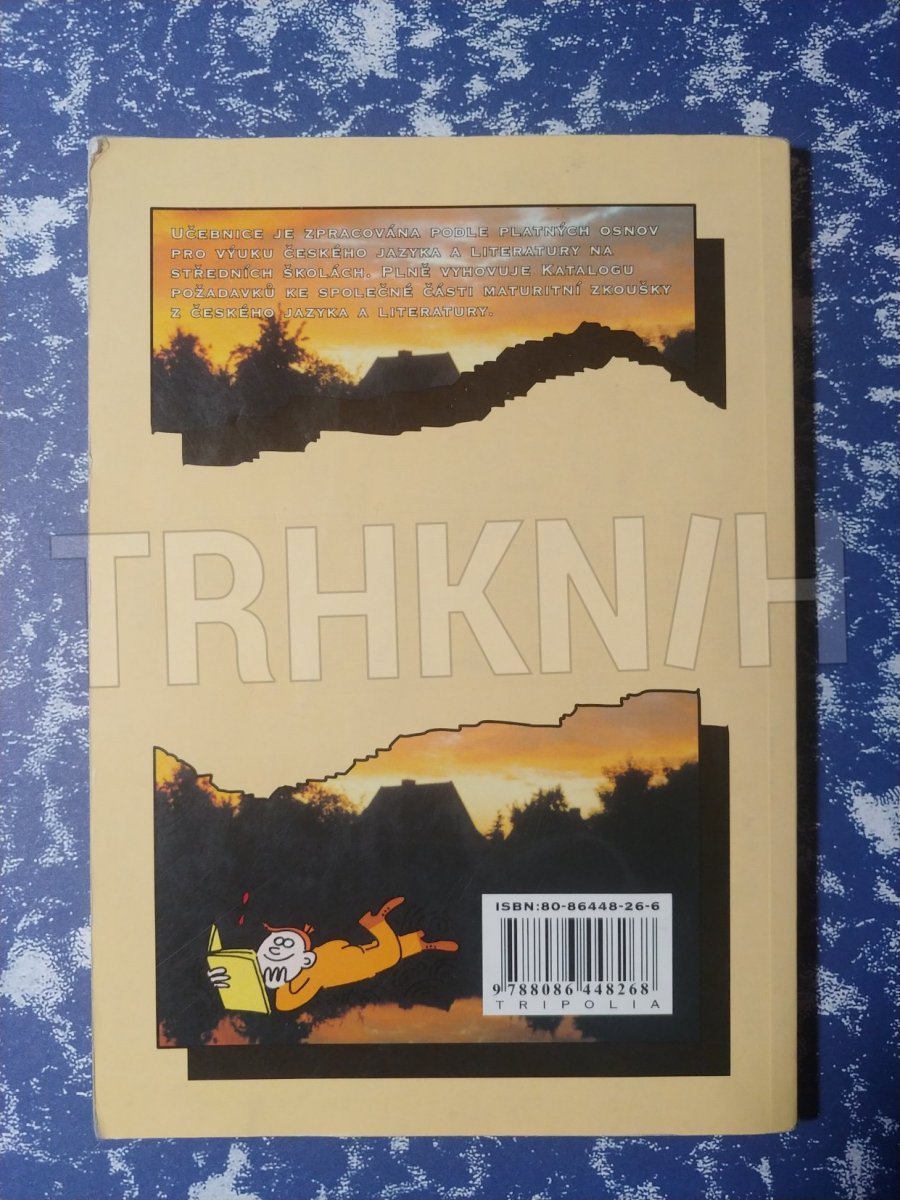 UČEBNICE JE ZPRACOVÁNA PODLE PLATNÝCH OSNOV
PRO VÝUKU ČESKÉHO JAZYKA A LITERATURY NA
STŘEDNÍCH ŠKOLÁCH. PLNĚ VYHOVUJE KATALOGU
POŽADAVKŮ KE SPOLEČNÉ ČÁSTI MATURITNÍ ZKOUŠKY
Z ČESKÉHO JAZYKA A LITERATURY.
TRHKN/H
ISBN:80-86448-26-6
9 788086 448268
TRIPOLIA